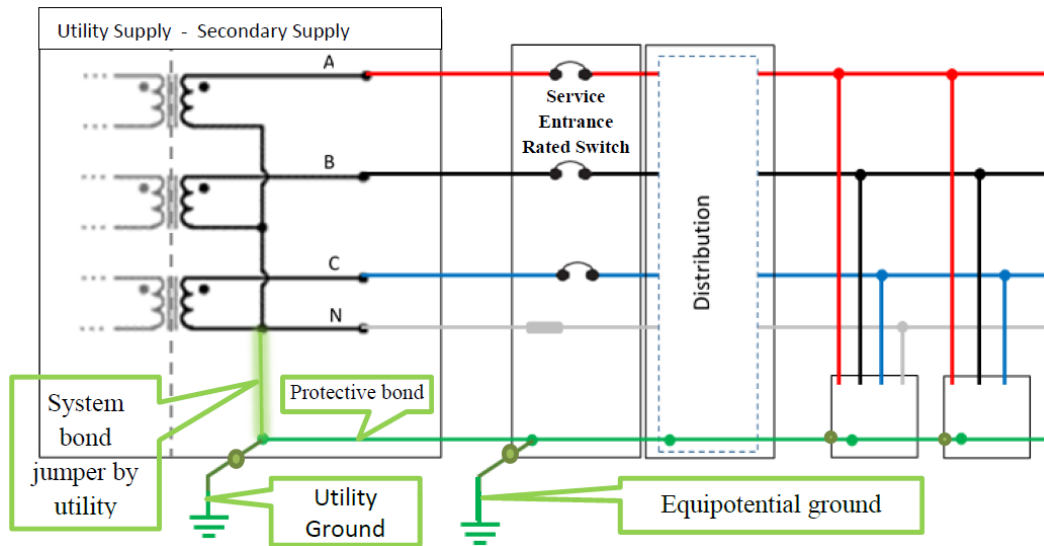 Utility Supply - Secondary Supply
A
Service
Entrance
Rated Switch
B
Distribution
C
N
System
bond
jumper by
utility
Protective bond
Utility
Ground
Equipotential ground